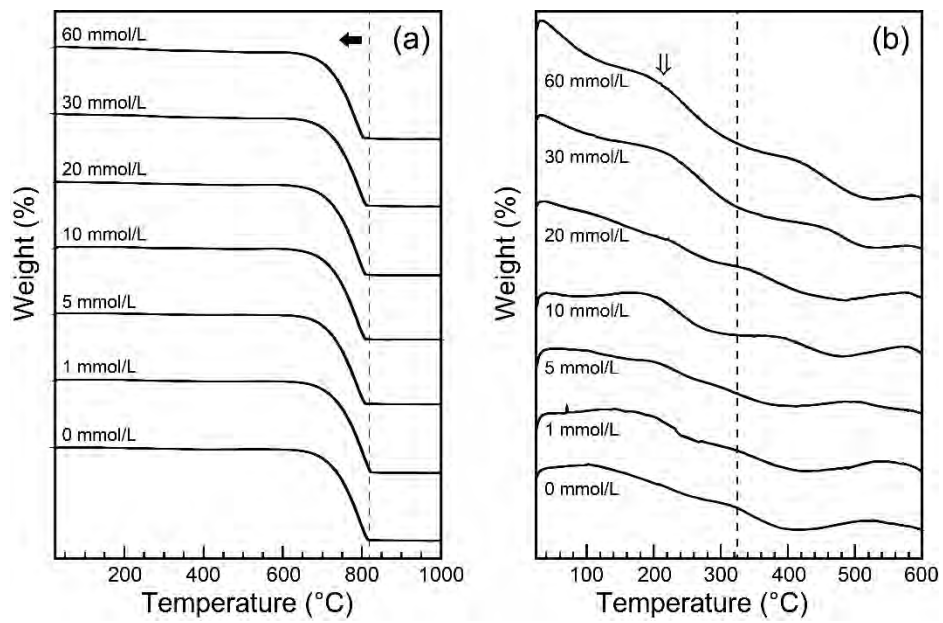 (a)
60 mmol/L
30 mmol/L
20 mmol/L
10 mmol/L
5 mmol/L
1 mmol/L
0 mmol/L
Weight (%)
200 400 600 800 1000
Temperature (°C)
(b)
60 mmol/L
30 mmol/L
20 mmol/L
10 mmol/L
5 mmol/L
1 mmol/L
0 mmol/L
Weight (%)
100 200 300 400 500 600
Temperature (°C)